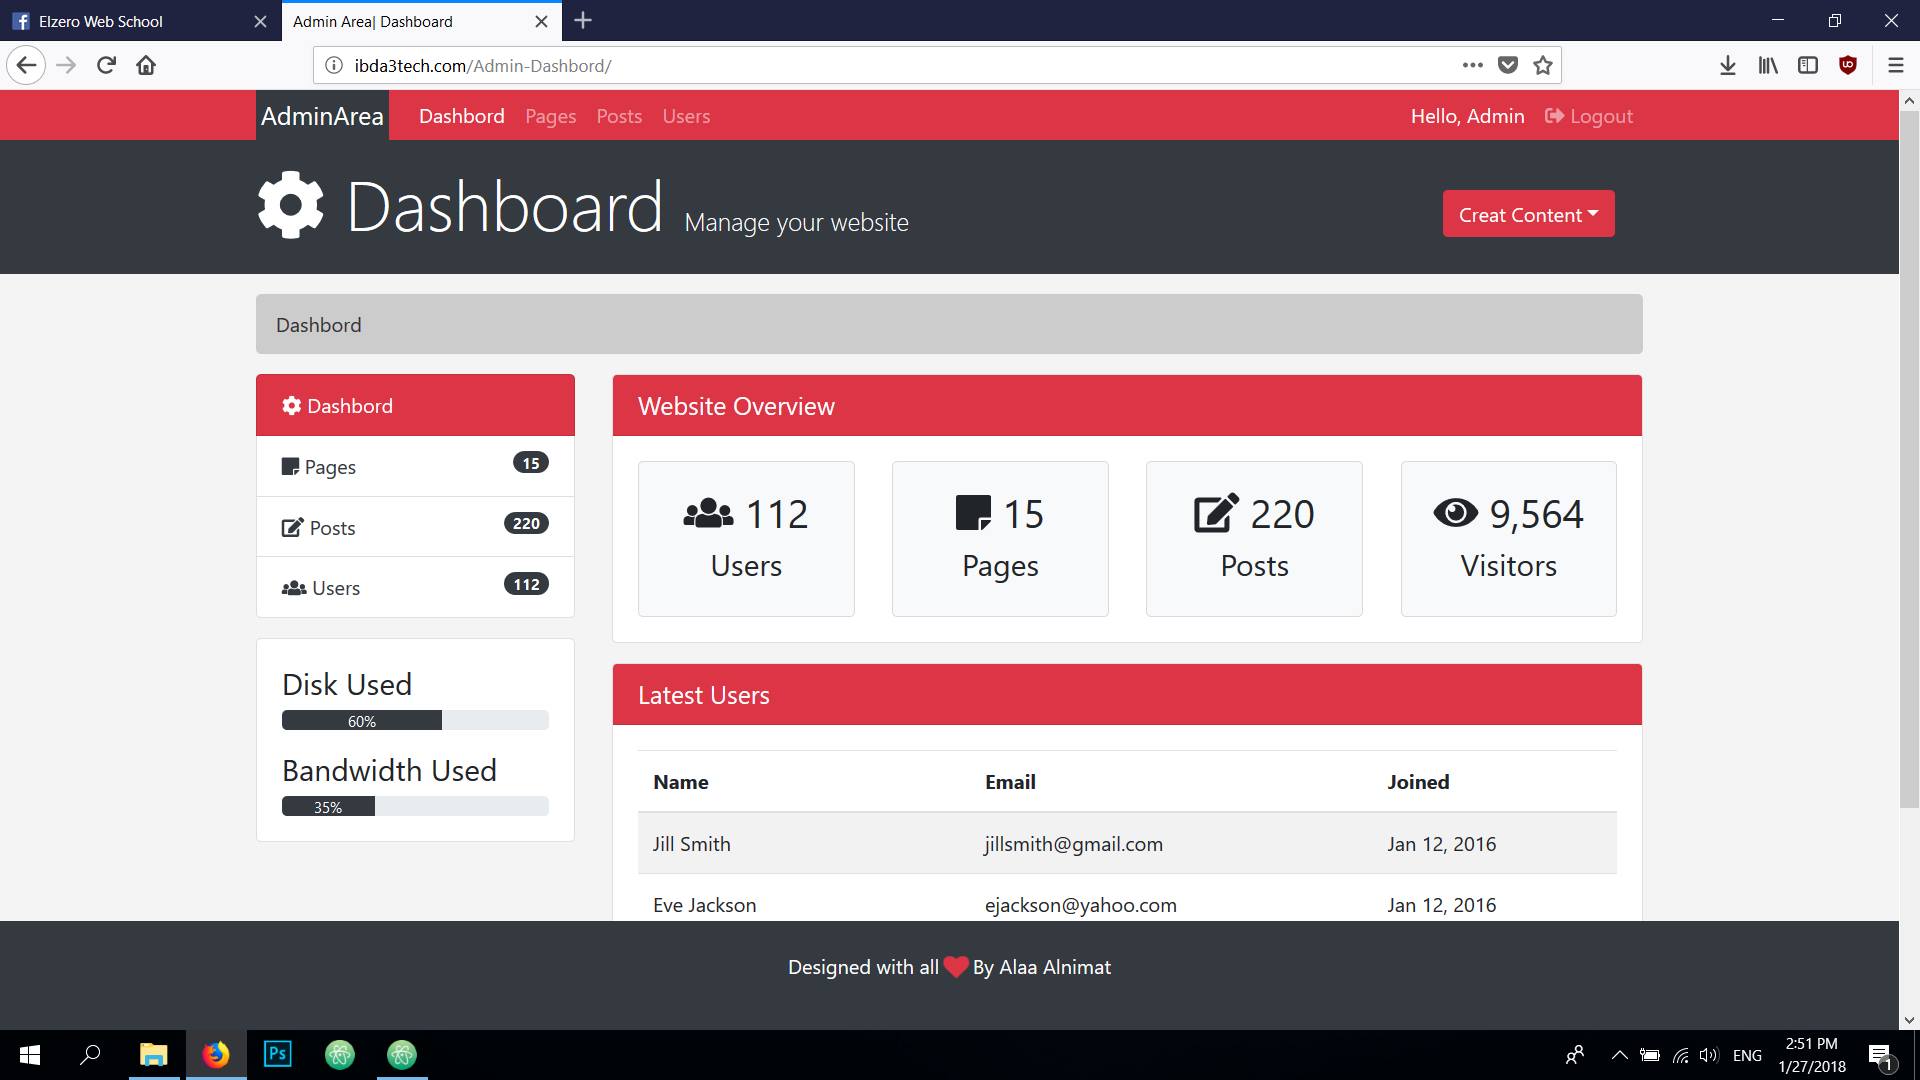 Elzero Web School
Admin Area| Dashboard
ibda3tech.com/Admin-Dashbord/
AdminArea Dashbord Pages Posts Users Hello, Admin Logout
Dashboard Manage your website
Creat Content
Dashbord
Dashbord
Pages 15
Posts 220
Users 112
Disk Used
60%
Bandwidth Used
35%
Website Overview
112
Users
15
Pages
220
Posts
9,564
Visitors
Latest Users
Name Email Joined
Jill Smith jillsmith@gmail.com Jan 12, 2016
Eve Jackson ejackson@yahoo.com Jan 12, 2016
Designed with all By Alaa Alnimat
Ps
ENG
2:51 PM
1/27/2018
1